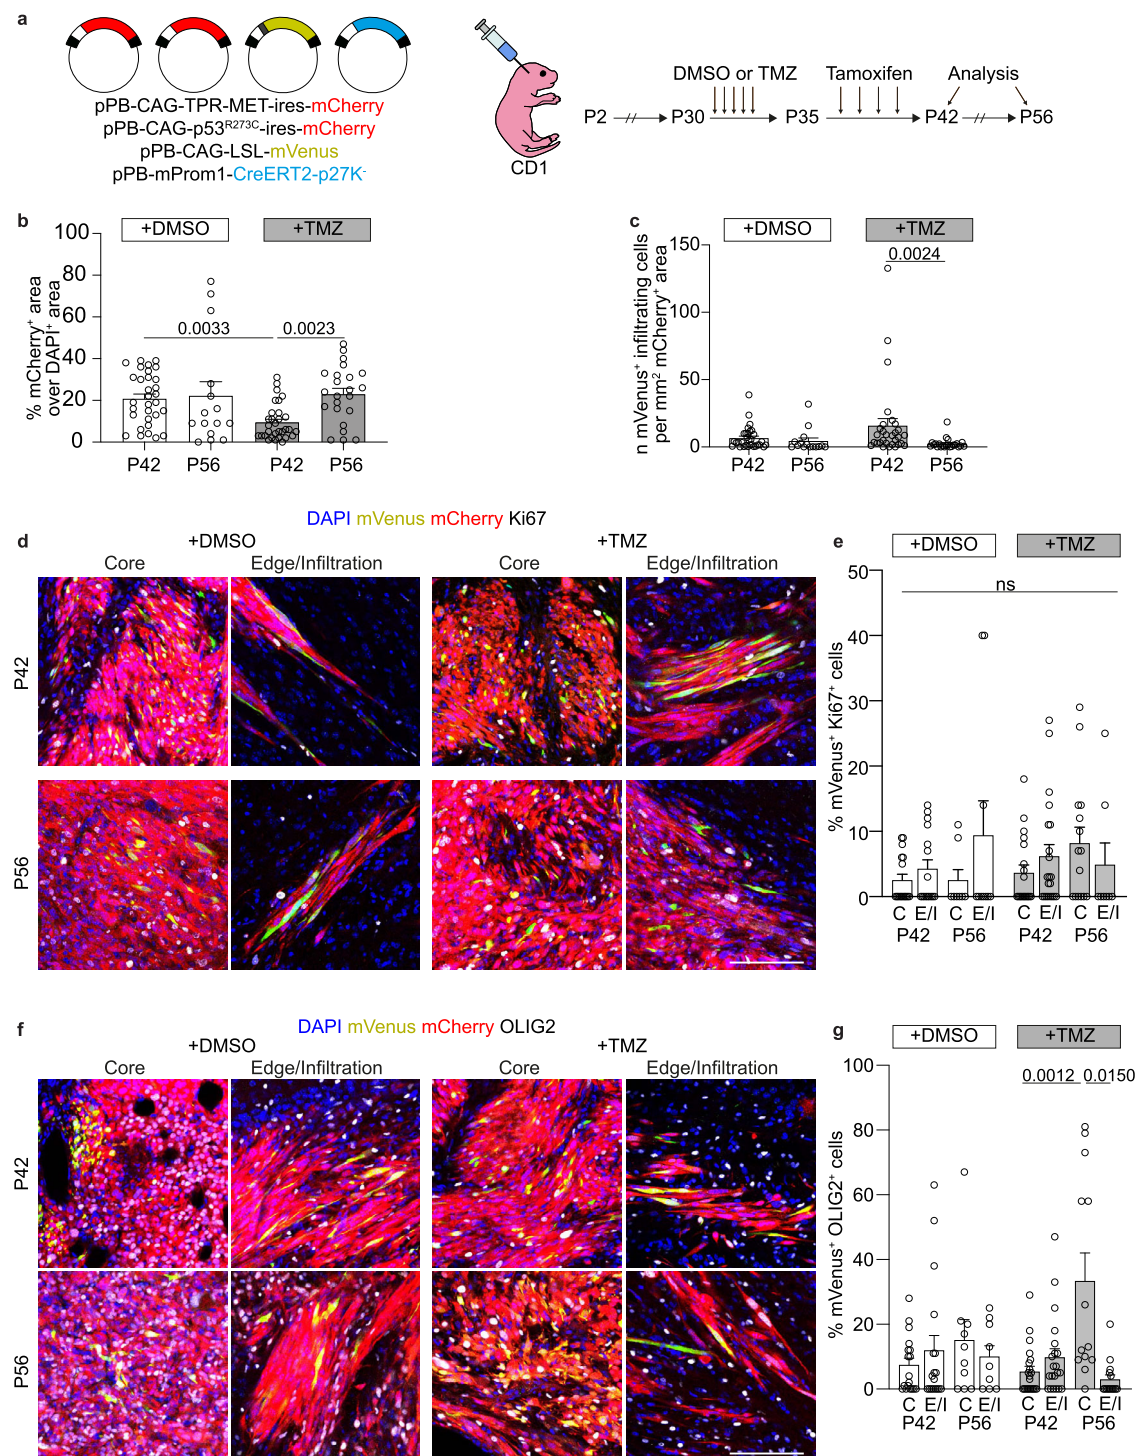 a
pPB-CAG-TPR-MET-ires-mCherry
pPB-CAG-p53R273C-ires-mCherry
pPB-CAG-LSL-mVenus
pPB-mProm1-CreERT2-p27K-
CD1
DMSO or TMZ Tamoxifen Analysis
P2 P30 P35 P42 P56
b
+DMSO +TMZ
% mCherry+ area
over DAPI+ area
100
80
60
40
20
0
0.0033 0.0023
P42 P56 P42 P56
c
+DMSO +TMZ
n mVenus+ infiltrating cells
per mm2 mCherry+ area
150
100
50
0
0.0024
P42 P56 P42 P56
DAPI mVenus mCherry Ki67
d
+DMSO +TMZ
Core Edge/Infiltration Core Edge/Infiltration
P42
P56
e
+DMSO +TMZ
% mVenus+ Ki67+ cells
50
40
30
20
10
0
ns
C E/I C E/I C E/I C E/I
P42 P56 P42 P56
DAPI mVenus mCherry OLIG2
f
+DMSO +TMZ
Core Edge/Infiltration Core Edge/Infiltration
P42
P56
g
+DMSO +TMZ
% mVenus+ OLIG2+ cells
100
80
60
40
20
0
0.0012 0.0150
C E/I C E/I C E/I C E/I
P42 P56 P42 P56